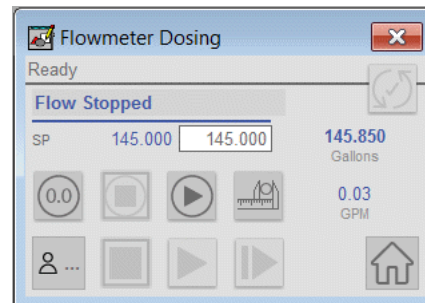 Flowmeter Dosing
Ready
Flow Stopped
SP 145.000 145.000
145.850
Gallons
0.0
0.03
GPM
...